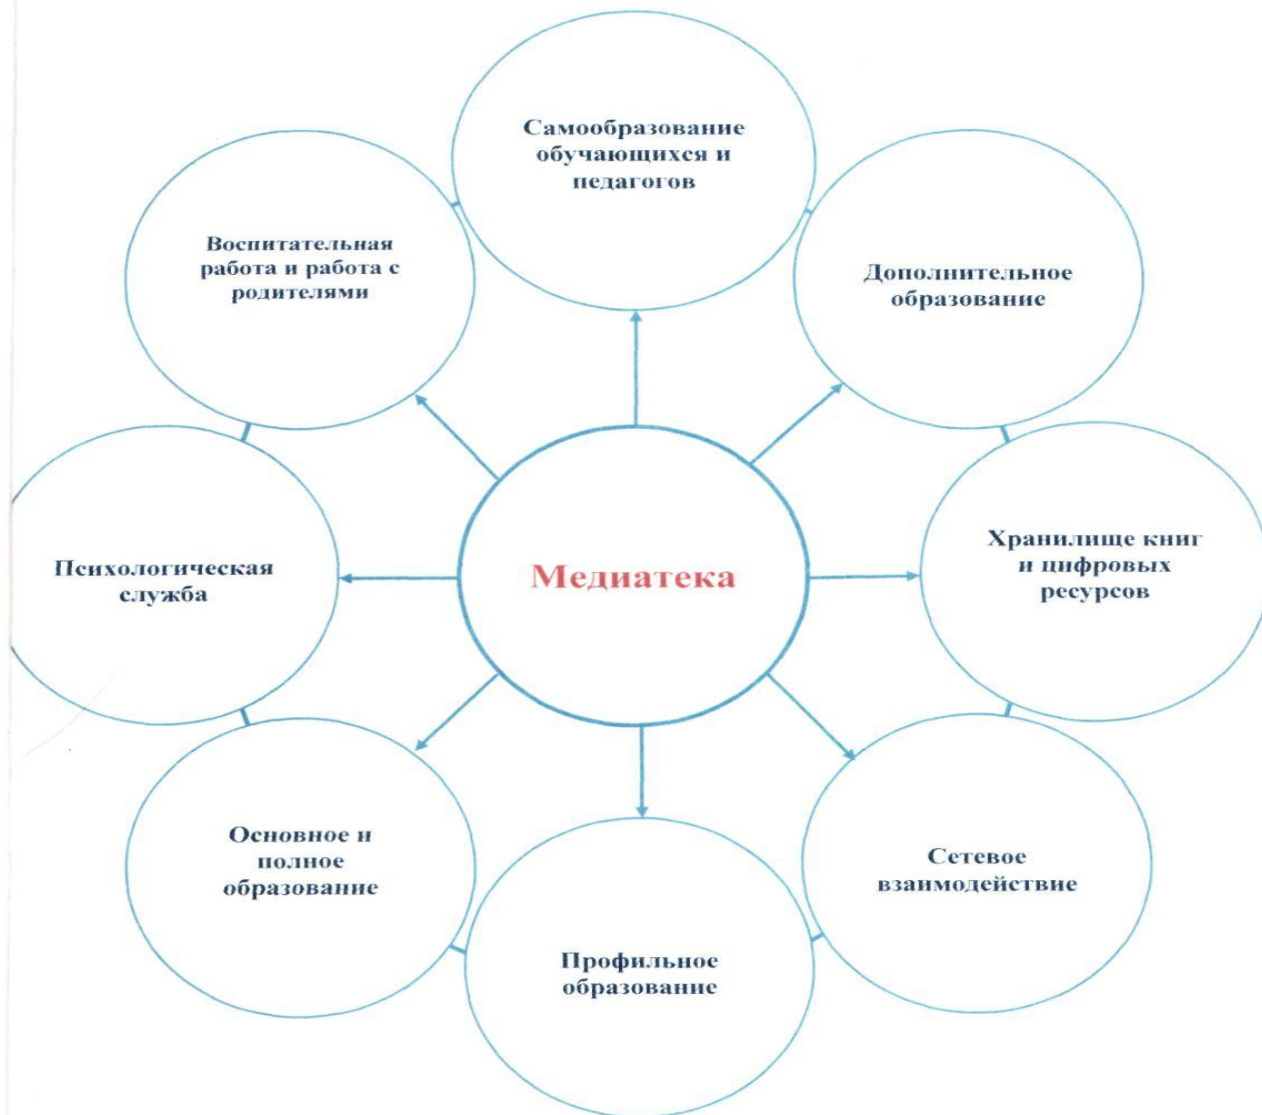 Самообразование
обучающихся и
педагогов
Воспитательная
работа и работа с
родителями
Дополнительное
образование
Хранилище книг
и цифровых
ресурсов
Психологическая
служба
Медиатека
Основное и
полное
образование
Сетевое
взаимодействие
Профильное
образование